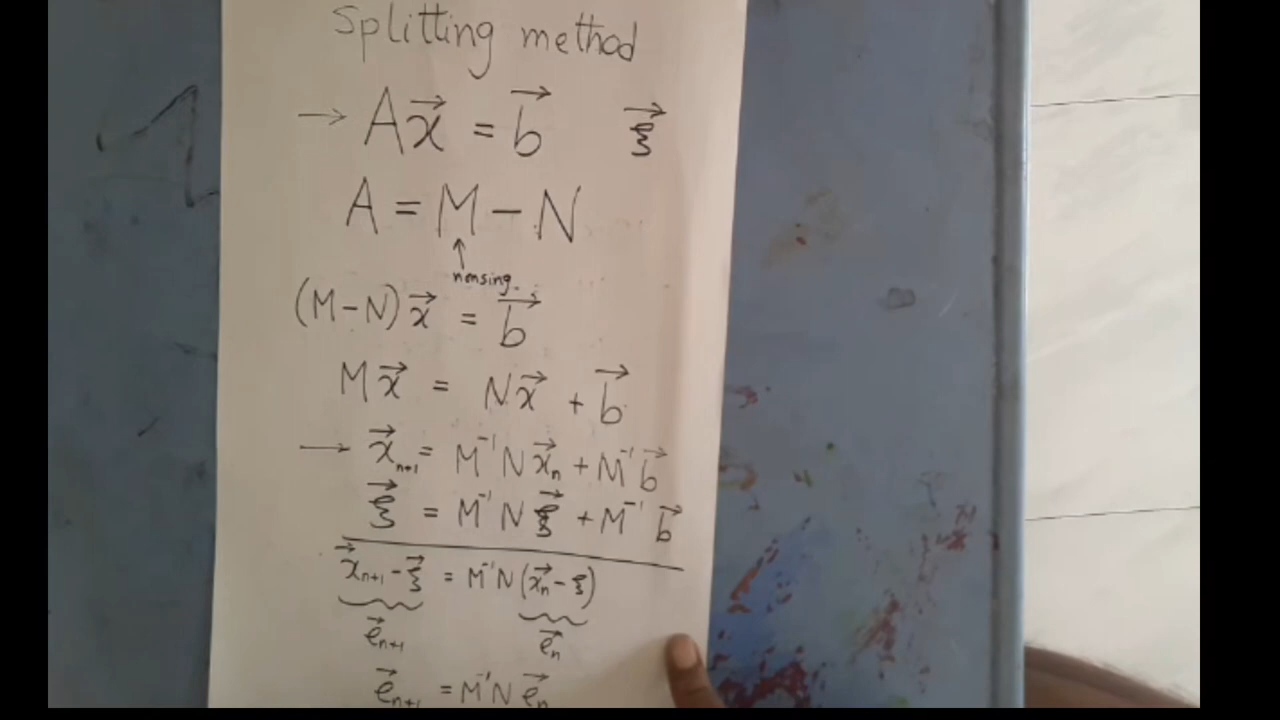 Splitting method
→ Ax⃗ = b⃗ ξ⃗
A = M − N
↑
nonsing.
(M−N)x⃗ = b⃗
Mx⃗ = Nx⃗ + b⃗
→ x⃗ₙ₊₁ = M⁻¹Nx⃗ₙ + M⁻¹b⃗
ξ⃗ = M⁻¹Nξ⃗ + M⁻¹b⃗
x⃗ₙ₊₁ − ξ⃗ = M⁻¹N(x⃗ₙ − ξ)
e⃗ₙ₊₁ e⃗ₙ
e⃗ₙ₊₁ = M⁻¹Ne⃗ₙ